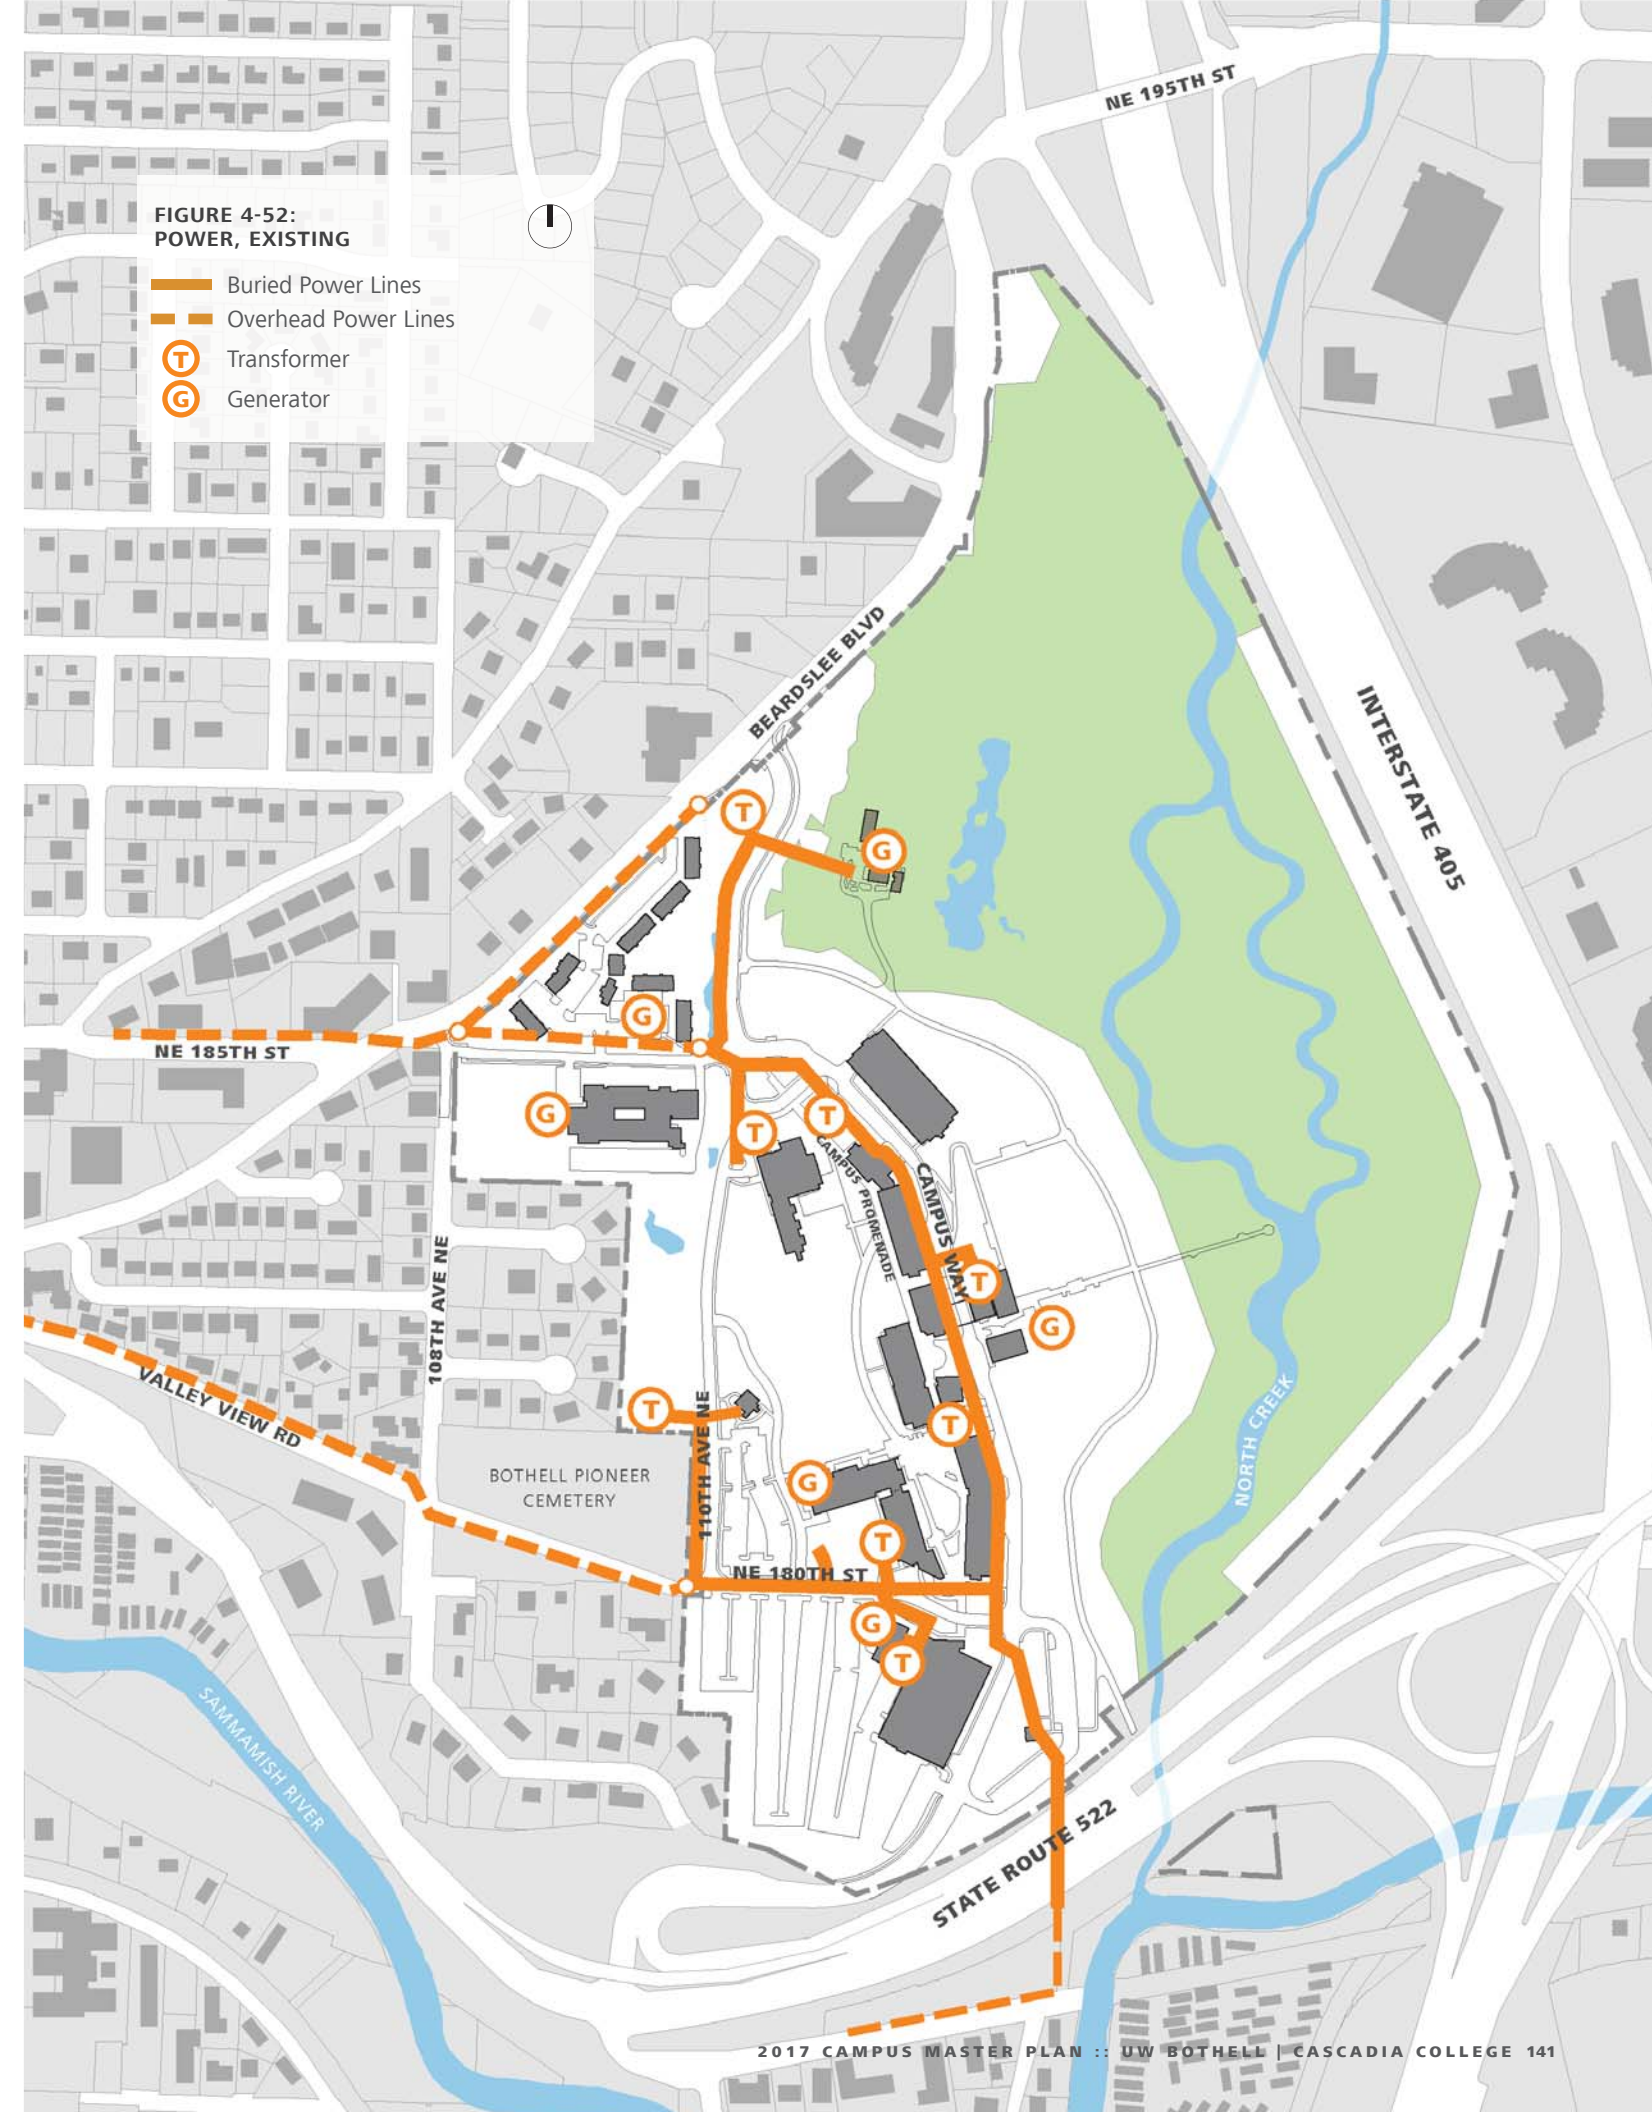 NE 195TH ST
FIGURE 4-52:
POWER, EXISTING
Buried Power Lines
Overhead Power Lines
T
Transformer
G
Generator
BEARDSLEE BLVD
INTERSTATE 405
T
G
G
NE 185TH ST
G
T
T
CAMPUS PROMENADE
CAMPUS WAY
T
G
108TH AVE NE
VALLEY VIEW RD
T
110TH AVE NE
T
NORTH CREEK
BOTHELL PIONEER
CEMETERY
G
T
NE 180TH ST
G
T
SAMMAMISH RIVER
STATE ROUTE 522
2017 CAMPUS MASTER PLAN :: UW BOTHELL | CASCADIA COLLEGE 141